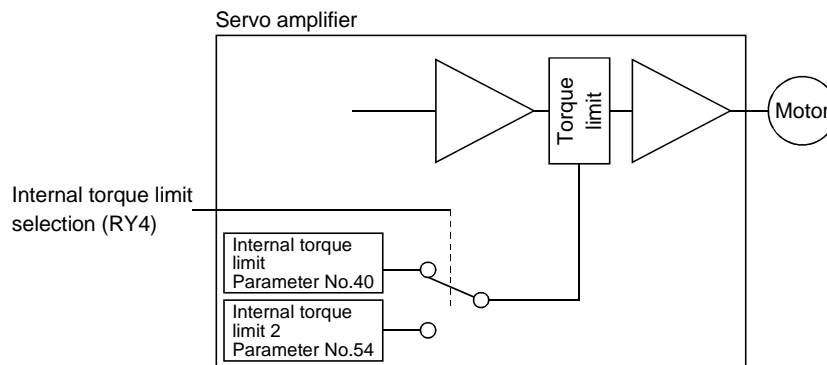 Servo amplifier
Torque
limit
Motor
Internal torque limit
selection (RY4)
Internal torque
limit
Parameter No.40
Internal torque
limit 2
Parameter No.54